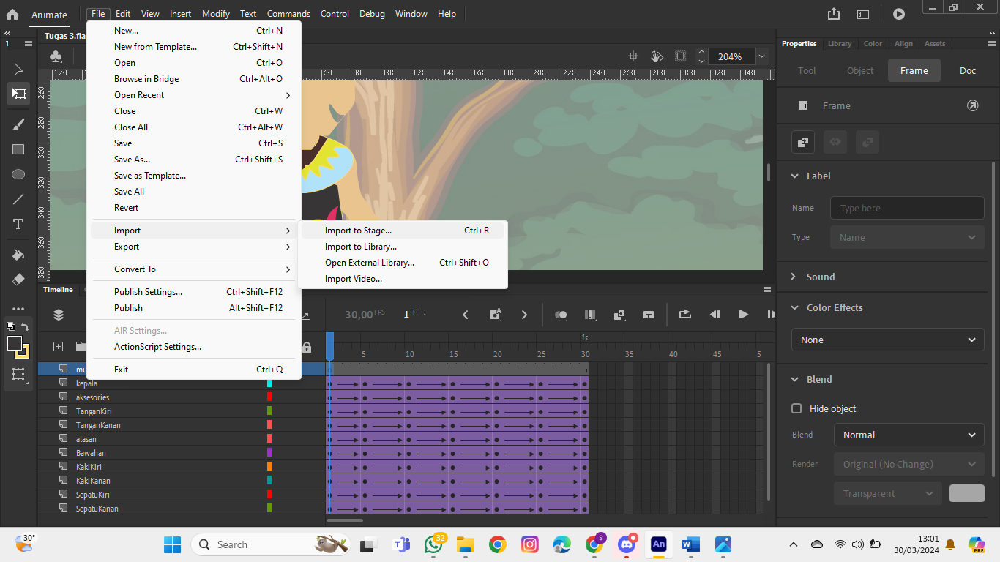 Animate File Edit View Insert Modify Text Commands Control Debug Window Help
1
Tugas 3.fla
New... Ctrl+N
New from Template... Ctrl+Shift+N
Open Ctrl+O
Browse in Bridge Ctrl+Alt+O
Open Recent
Close Ctrl+W
Close All Ctrl+Alt+W
Save Ctrl+S
Save As... Ctrl+Shift+S
Save as Template...
Save All
Revert
Import
Export
Convert To
Publish Settings... Ctrl+Shift+F12
Publish Alt+Shift+F12
AIR Settings...
ActionScript Settings...
Exit Ctrl+Q
Import to Stage... Ctrl+R
Import to Library...
Open External Library... Ctrl+Shift+O
Import Video...
204%
120 60 80 100 120 140 160 180 200 220 240 260 280 300 320 340
260
280
300
320
340
360
380
Properties Library Color Align Assets
Tool Object Frame Doc
Frame
Label
Name Type here
Type Name
Sound
Color Effects
None
Blend
Hide object
Blend Normal
Render Original (No Change)
Transparent
Timeline
30,00 FPS 1 F
1s
5 10 15 20 25 30 35 40 45 5
mu
kepala
aksesories
TanganKiri
TanganKanan
atasan
Bawahan
KakiKiri
KakiKanan
SepatuKiri
SepatuKanan
30°
Search
32
S
An
W
PRE
13:01
30/03/2024